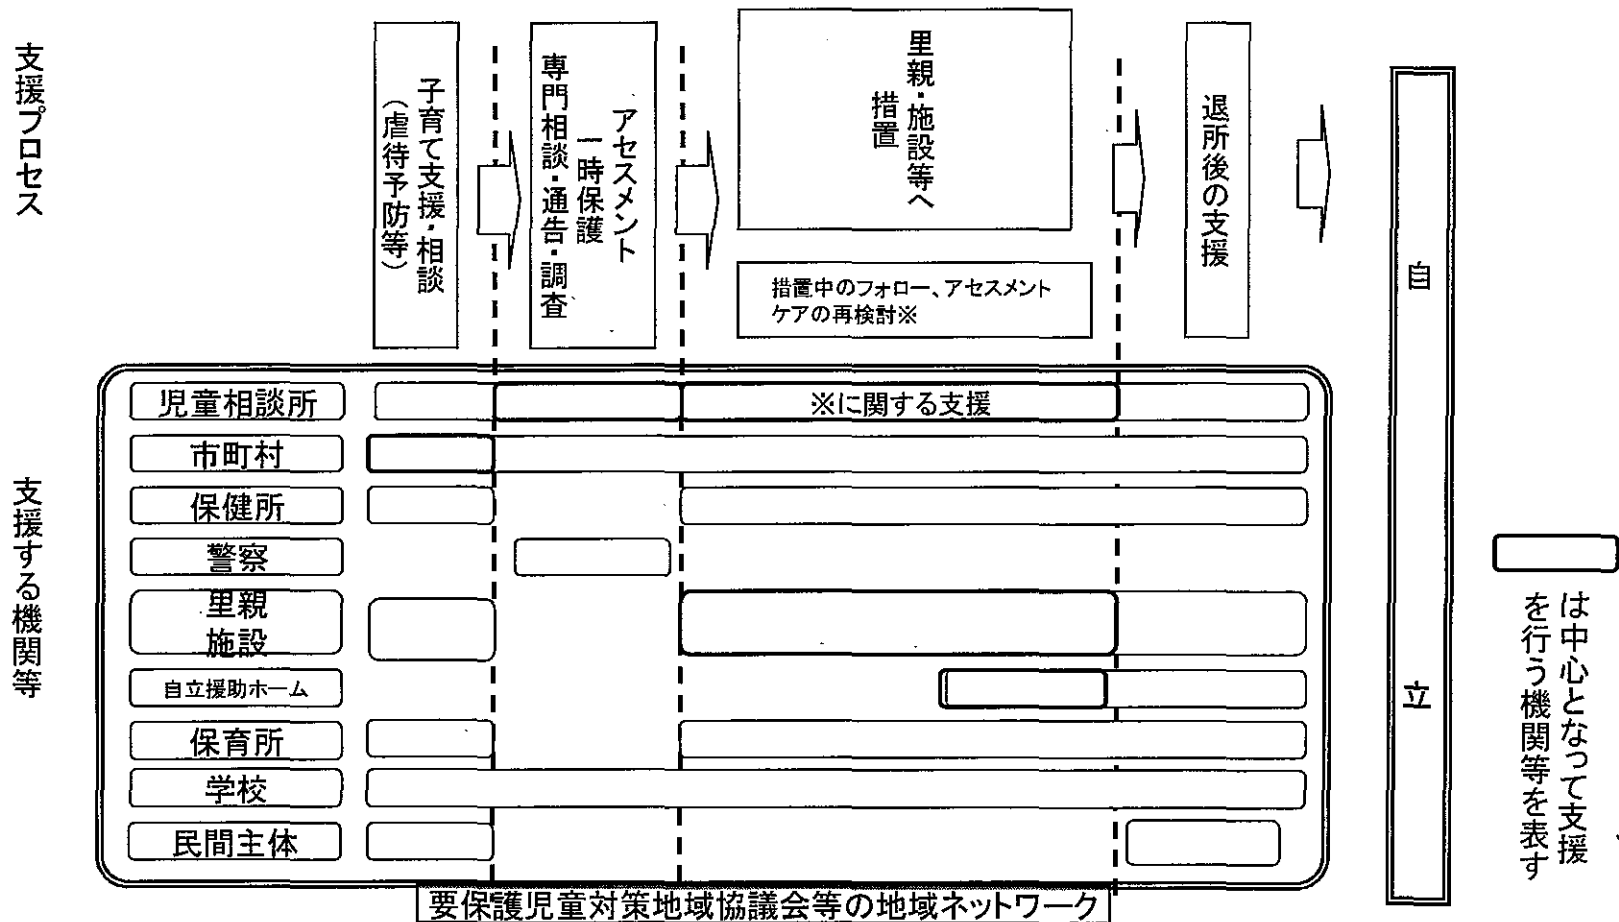 支援プロセス
子育て支援・相談
（虐待予防等）
アセスメント
一時保護
専門相談・通告・調査
里親・施設等へ
措置
措置中のフォロー、アセスメント
ケアの再検討※
退所後の支援
自立
支援する機関等
児童相談所
※に関する支援
市町村
保健所
警察
里親
施設
自立援助ホーム
保育所
学校
民間主体
要保護児童対策地域協議会等の地域ネットワーク
は中心となって支援
を行う機関等を表す